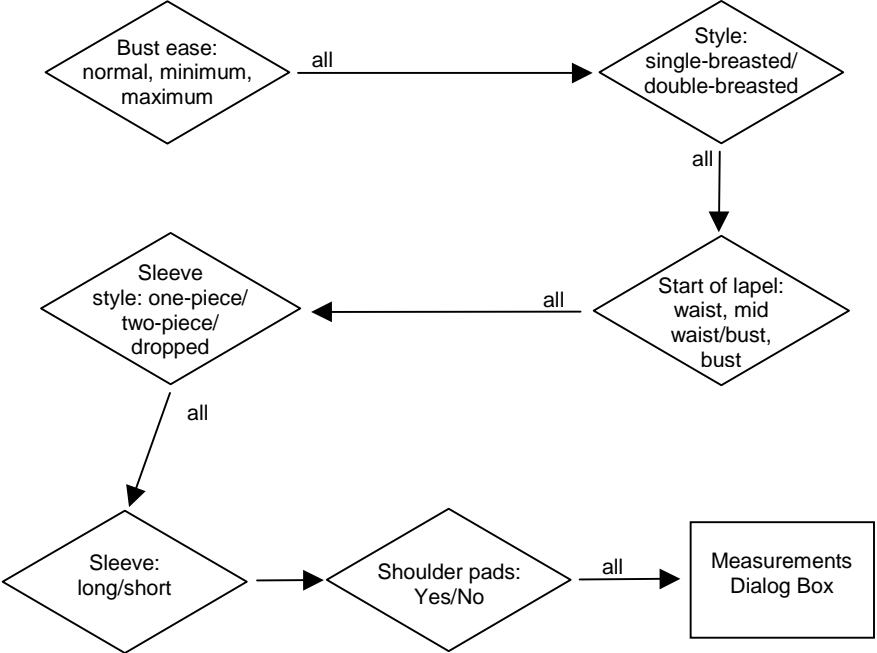 Bust ease:
normal, minimum,
maximum
all
Style:
single-breasted/
double-breasted
all
Start of lapel:
waist, mid
waist/bust,
bust
all
Sleeve
style: one-piece/
two-piece/
dropped
all
Sleeve:
long/short
Shoulder pads:
Yes/No
all
Measurements
Dialog Box